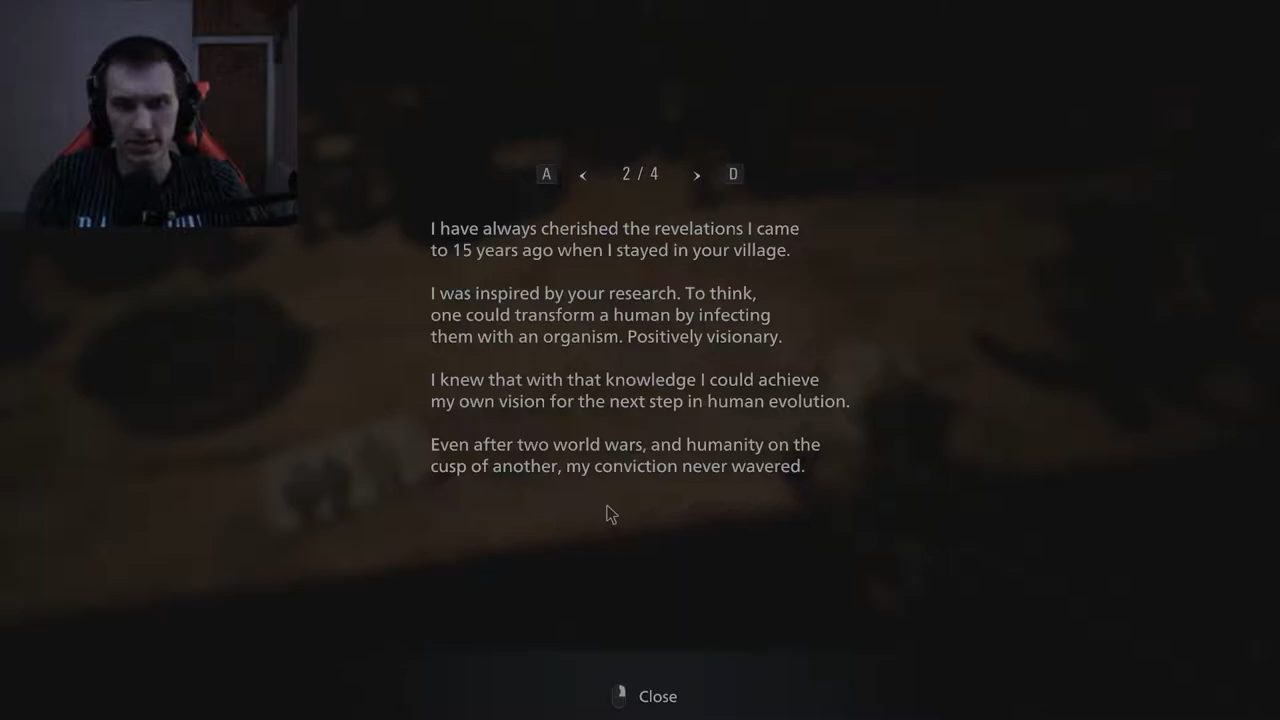 A < 2 / 4 > D
I have always cherished the revelations I came
to 15 years ago when I stayed in your village.
I was inspired by your research. To think,
one could transform a human by infecting
them with an organism. Positively visionary.
I knew that with that knowledge I could achieve
my own vision for the next step in human evolution.
Even after two world wars, and humanity on the
cusp of another, my conviction never wavered.
Close